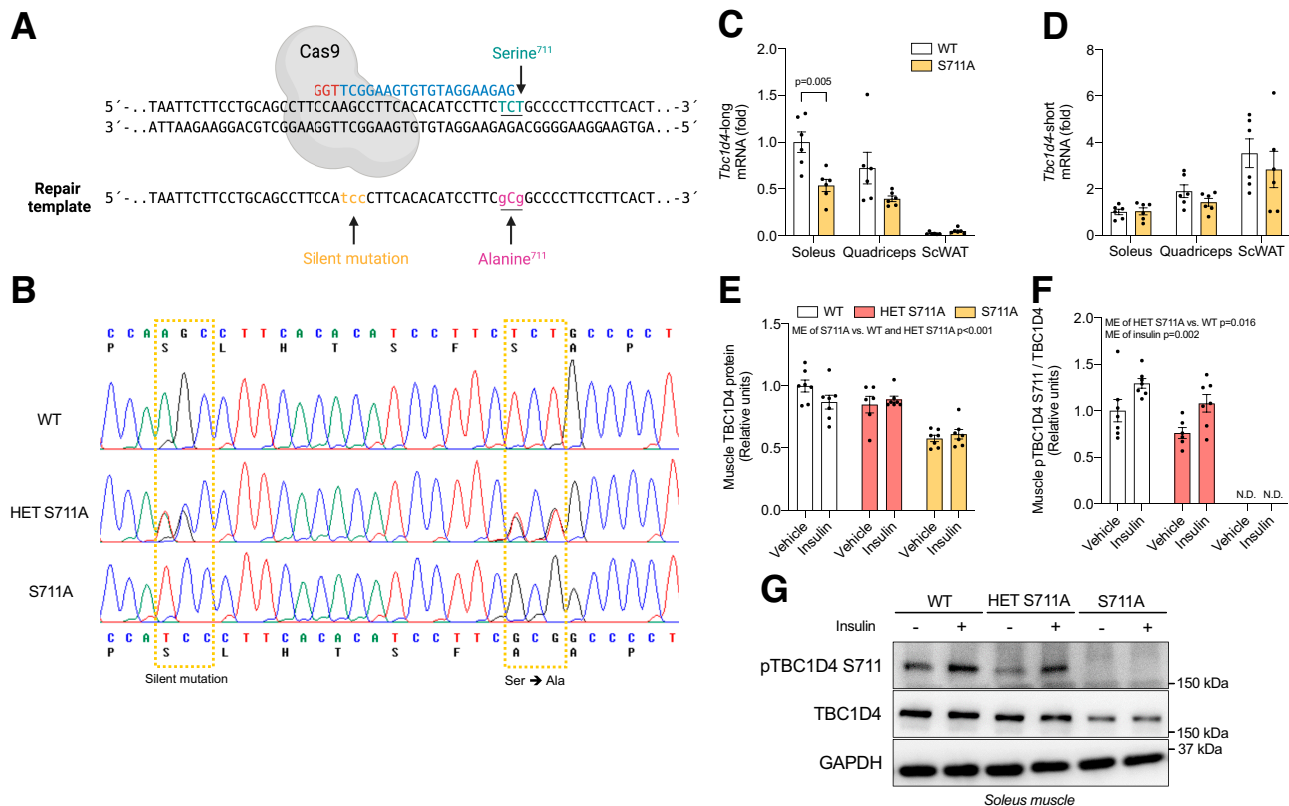 A
Cas9
Serine711
GGTTCGGAAGTGTGTAGGAAGAG
5´-..TAATTCTTCCTGCAGCCTTCCAAGCCTTCACACATCCTTCTCTGCCCCTTCCTTCACT..-3´
3´-..ATTAAGAAGGACGTCGGAAGGTTCGGAAGTGTGTAGGAAGAGACGGGGAAGGAAGTGA..-5´
Repair
template
5´-..TAATTCTTCCTGCAGCCTTCCAtccCTTCACACATCCTTCgCgGCCCCTTCCTTCACT..-3´
Silent mutation
Alanine711
B
C C A A G C C T T C A C A C A T C C T T C T C T G C C C C T
P S L H T S F S A P
WT
HET S711A
S711A
C C A T C C C T T C A C A C A T C C T T C G C G G C C C C T
P S L H T S F A A P
Silent mutation
Ser → Ala
C
WT
S711A
p=0.005
Tbc1d4-long
mRNA (fold)
2.0
1.5
1.0
0.5
0.0
Soleus Quadriceps ScWAT
D
Tbc1d4-short
mRNA (fold)
8
6
4
2
0
Soleus Quadriceps ScWAT
E
WT HET S711A S711A
ME of S711A vs. WT and HET S711A p<0.001
Muscle TBC1D4 protein
(Relative units)
1.5
1.0
0.5
0.0
Vehicle Insulin Vehicle Insulin Vehicle Insulin
F
ME of HET S711A vs. WT p=0.016
ME of insulin p=0.002
Muscle pTBC1D4 S711 / TBC1D4
(Relative units)
2.0
1.5
1.0
0.5
0.0
N.D. N.D.
Vehicle Insulin Vehicle Insulin Vehicle Insulin
G
WT HET S711A S711A
Insulin - + - + - +
pTBC1D4 S711
150 kDa
TBC1D4
150 kDa
37 kDa
GAPDH
Soleus muscle